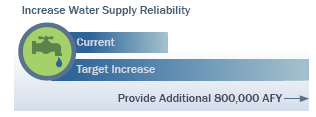 Increase Water Supply Reliability
Current
Target Increase
Provide Additional 800,000 AFY